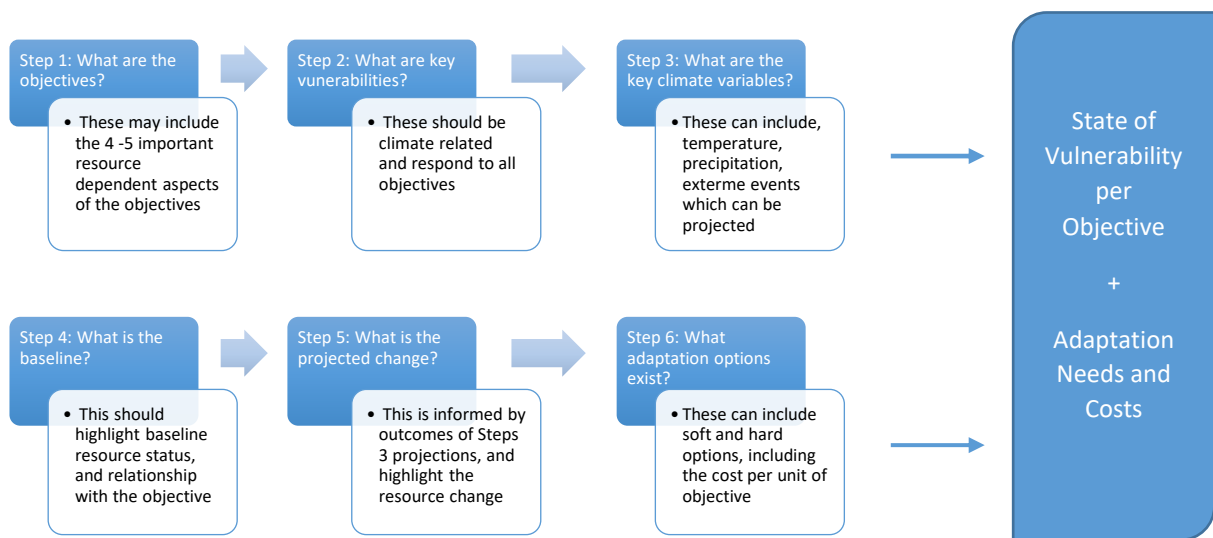 Step 1: What are the
objectives?
• These may include
the 4 -5 important
resource
dependent aspects
of the objectives
Step 2: What are key
vunerabilities?
• These should be
climate related
and respond to all
objectives
Step 3: What are the
key climate variables?
• These can include,
temperature,
precipitation,
exterme events
which can be
projected
Step 4: What is the
baseline?
• This should
highlight baseline
resource status,
and relationship
with the objective
Step 5: What is the
projected change?
• This is informed by
outcomes of Steps
3 projections, and
highlight the
resource change
Step 6: What
adaptation options
exist?
• These can include
soft and hard
options, including
the cost per unit of
objective
State of
Vulnerability
per
Objective
+
Adaptation
Needs and
Costs